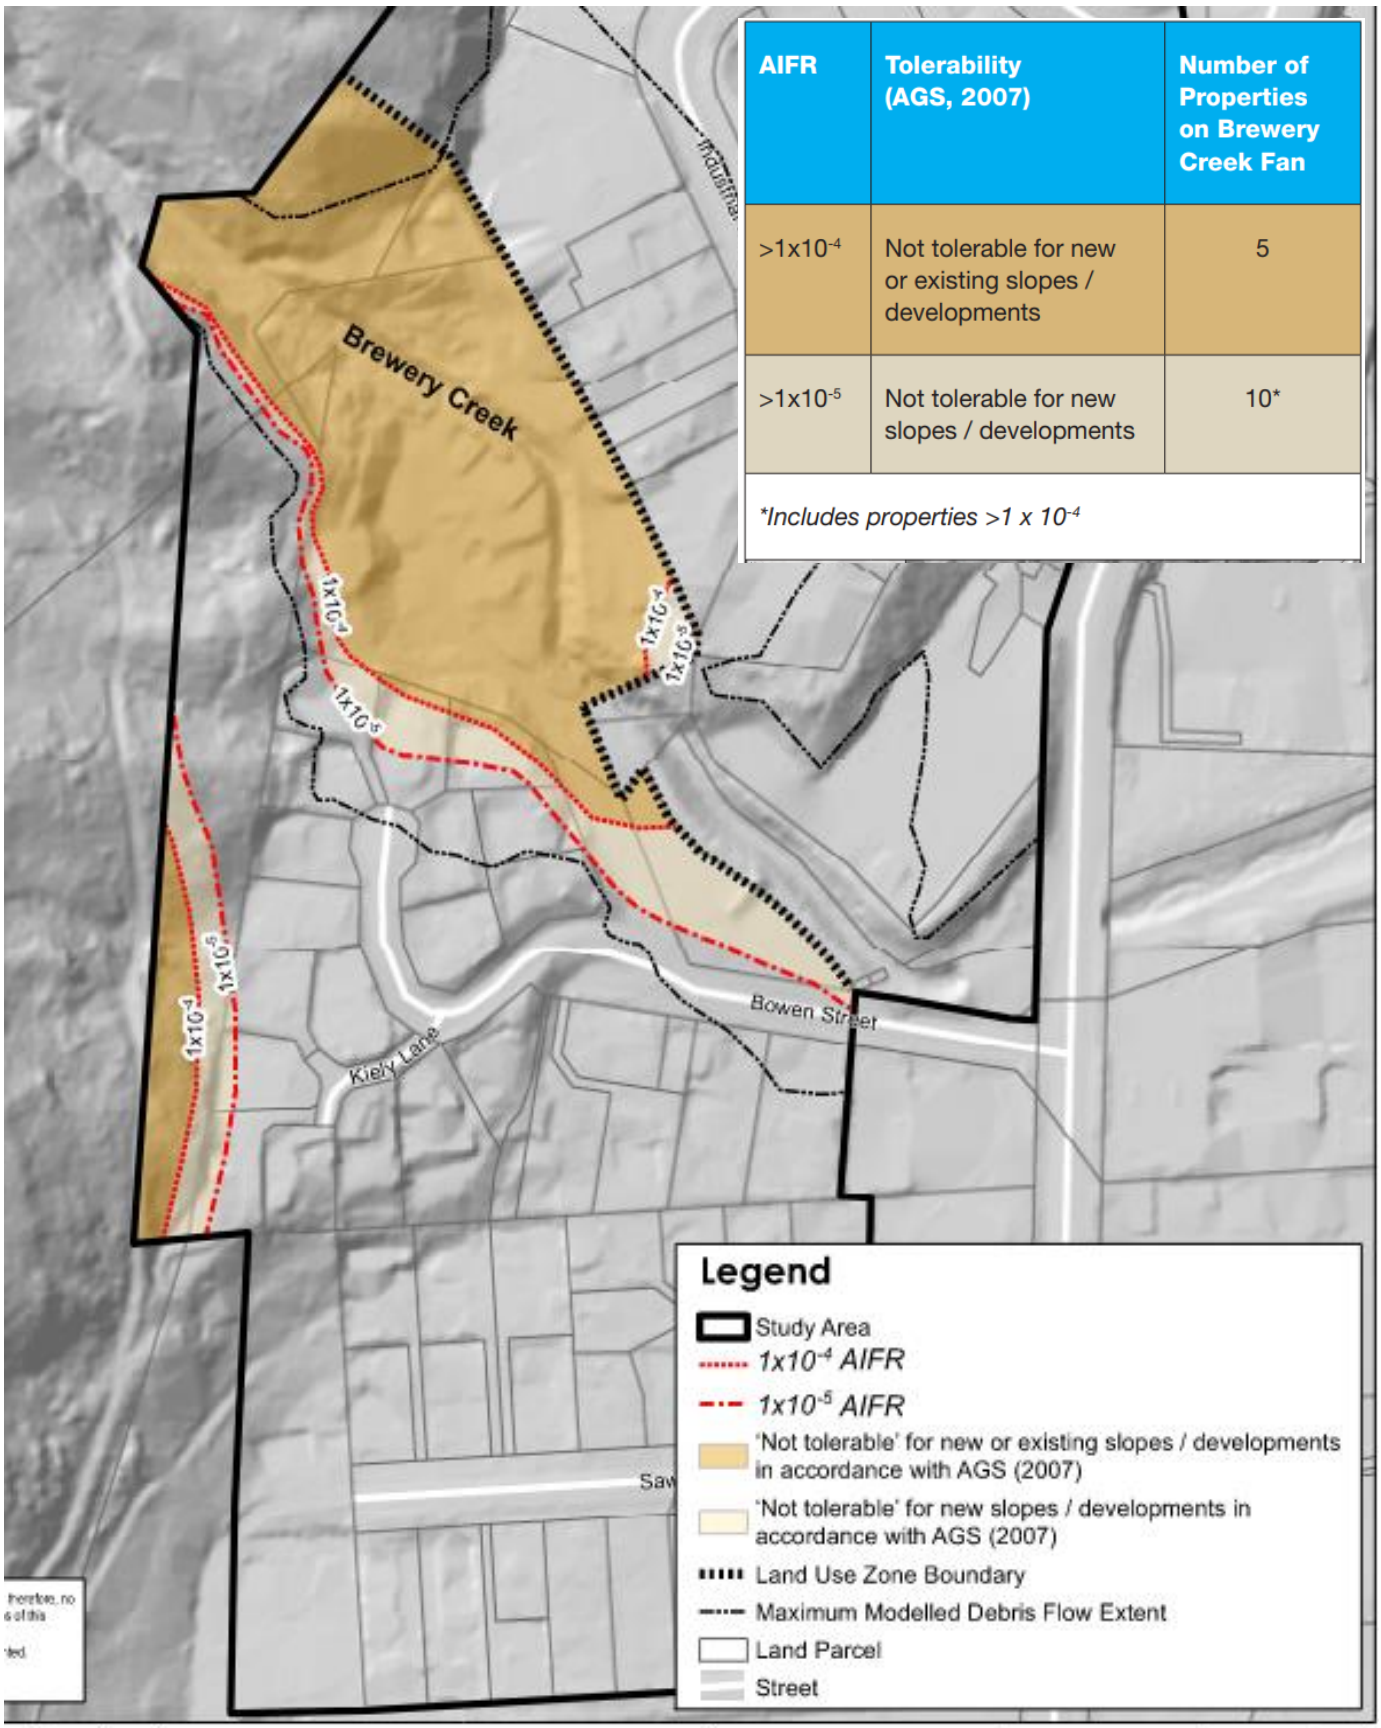 AIFR
Tolerability
(AGS, 2007)
Number of
Properties
on Brewery
Creek Fan
>1x10-4
Not tolerable for new
or existing slopes /
developments
5
>1x10-5
Not tolerable for new
slopes / developments
10*
*Includes properties >1 x 10-4
Brewery Creek
1x10-4
1x10-4
1x10-5
1x10-5
1x10-5
1x10-4
Bowen Street
Kiely Lane
Saw
Legend
Study Area
1x10-4 AIFR
1x10-5 AIFR
'Not tolerable' for new or existing slopes / developments
in accordance with AGS (2007)
'Not tolerable' for new slopes / developments in
accordance with AGS (2007)
Land Use Zone Boundary
Maximum Modelled Debris Flow Extent
Land Parcel
Street
therefore, no
s of this